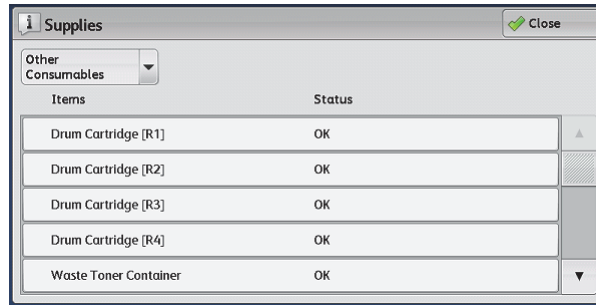 Supplies
Close
Other
Consumables
Items Status
Drum Cartridge [R1] OK
Drum Cartridge [R2] OK
Drum Cartridge [R3] OK
Drum Cartridge [R4] OK
Waste Toner Container OK